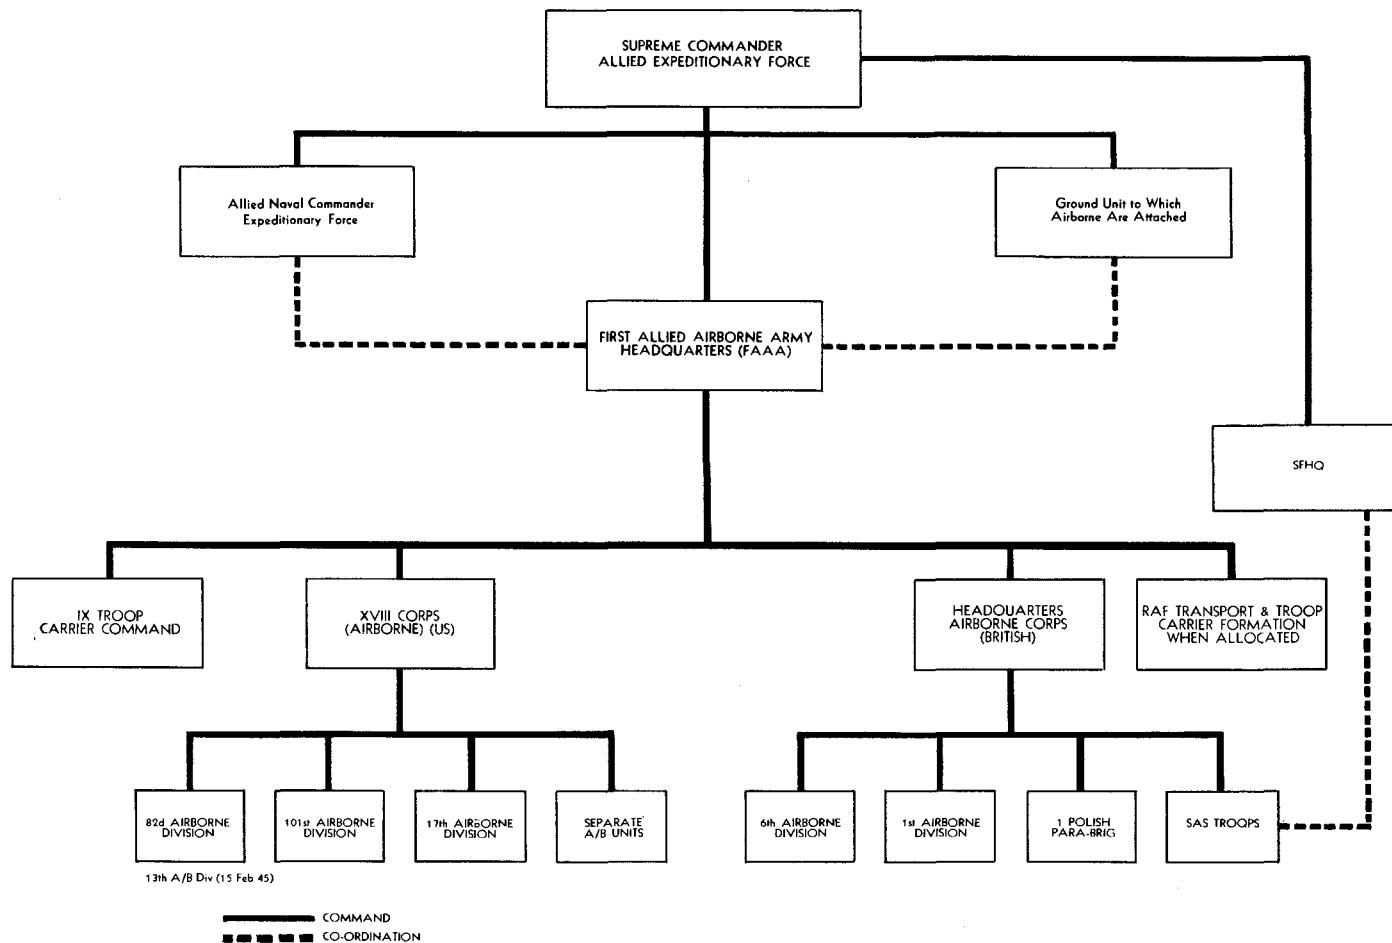 SUPREME COMMANDER
ALLIED EXPEDITIONARY FORCE
Allied Naval Commander
Expeditionary Force
Ground Unit to Which
Airborne Are Attached
FIRST ALLIED AIRBORNE ARMY
HEADQUARTERS (FAAA)
SFHQ
IX TROOP
CARRIER COMMAND
XVIII CORPS
(AIRBORNE) (US)
HEADQUARTERS
AIRBORNE CORPS
(BRITISH)
RAF TRANSPORT & TROOP
CARRIER FORMATION
WHEN ALLOCATED
82d AIRBORNE
DIVISION
101st AIRBORNE
DIVISION
17th AIRBORNE
DIVISION
SEPARATE
A/B UNITS
6th AIRBORNE
DIVISION
1st AIRBORNE
DIVISION
1 POLISH
PARA-BRIG
SAS TROOPS
13th A/B Div (15 Feb 45)
COMMAND
CO-ORDINATION